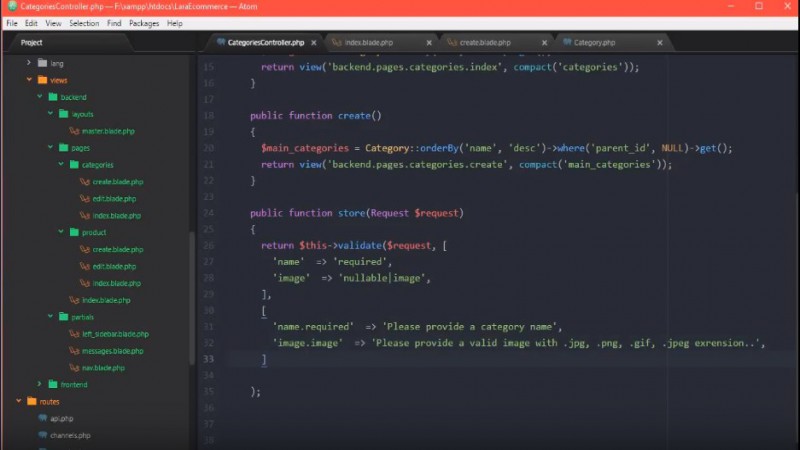 CategoriesController.php — F:\xampp\htdocs\LaraEcommerce — Atom
File Edit View Selection Find Packages Help
Project
CategoriesController.php
index.blade.php
create.blade.php
Category.php
lang
views
backend
layouts
master.blade.php
pages
categories
create.blade.php
edit.blade.php
index.blade.php
product
create.blade.php
edit.blade.php
index.blade.php
index.blade.php
partials
left_sidebar.blade.php
messages.blade.php
nav.blade.php
frontend
routes
api.php
channels.php
15 return view('backend.pages.categories.index', compact('categories'));
16 }
17
18 public function create()
19 {
20 $main_categories = Category::orderBy('name', 'desc')->where('parent_id', NULL)->get();
21 return view('backend.pages.categories.create', compact('main_categories'));
22 }
23
24 public function store(Request $request)
25 {
26 return $this->validate($request, [
27 'name' => 'required',
28 'image' => 'nullable|image',
29 ],
30 [
31 'name.required' => 'Please provide a category name',
32 'image.image' => 'Please provide a valid image with .jpg, .png, .gif, .jpeg exrension..',
33 ]
34
35 );
36
37
38